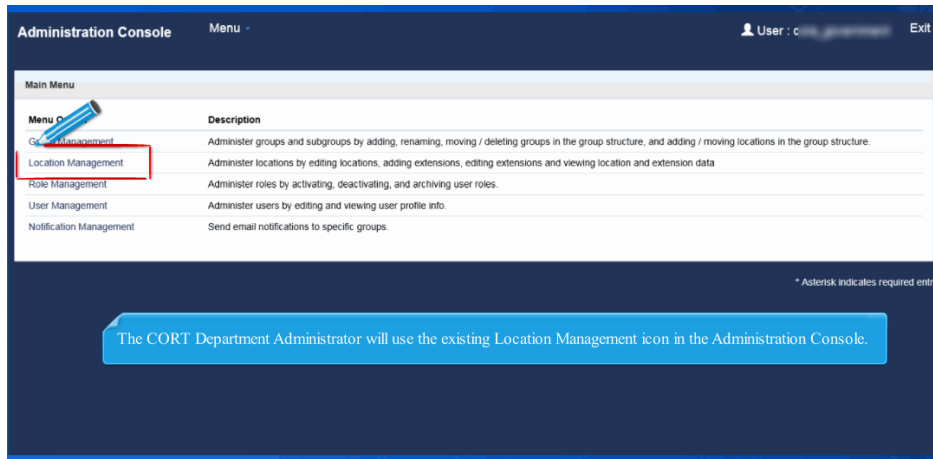 Administration Console Menu User : Exit
Main Menu
Menu Description
Management Administer groups and subgroups by adding, renaming, moving / deleting groups in the group structure, and adding / moving locations in the group structure.
Location Management Administer locations by editing locations, adding extensions, editing extensions and viewing location and extension data
Role Management Administer roles by activating, deactivating, and archiving user roles.
User Management Administer users by editing and viewing user profile info.
Notification Management Send email notifications to specific groups.
* Asterisk indicates required
The CORT Department Administrator will use the existing Location Management icon in the Administration Console.